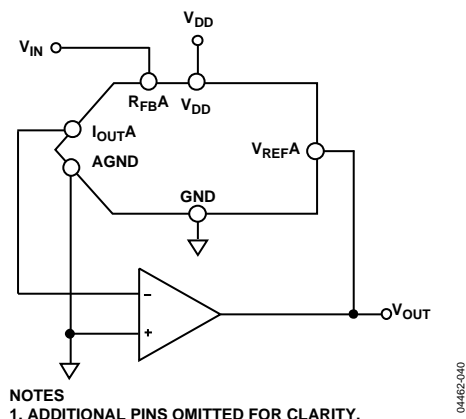 VDD
VIN
RFBA VDD
IOUTA
AGND
VREFA
GND
−
+
VOUT
NOTES
1. ADDITIONAL PINS OMITTED FOR CLARITY.
04462-040